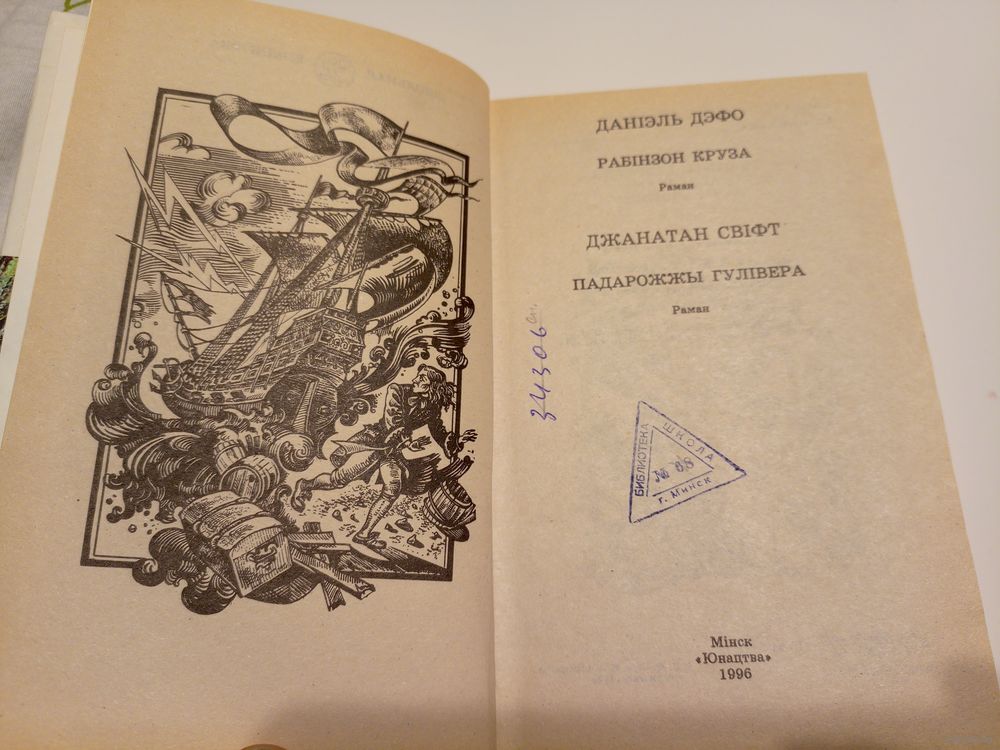 ДАНІЭЛЬ ДЭФО
РАБІНЗОН КРУЗА
Раман
ДЖАНАТАН СВІФТ
ПАДАРОЖЖЫ ГУЛІВЕРА
Раман
34306
БИБЛИОТЕКА
ШКОЛА
№ 68
г. МИНСК
Мінск
«Юнацтва»
1996